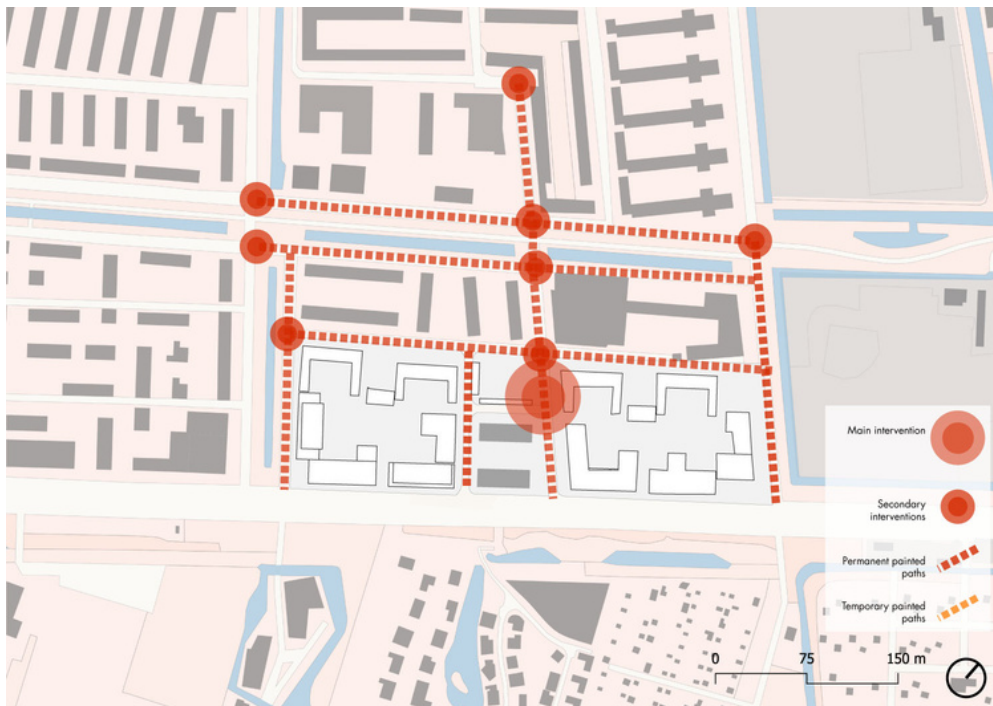 Main intervention
Secondary
interventions
Permanent painted
paths
Temporary painted
paths
0 75 150 m